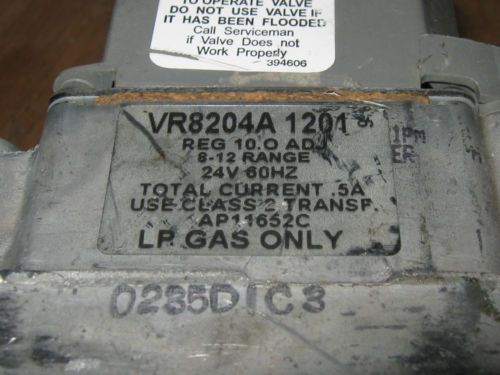 TO OPERATE VALVE
DO NOT USE VALVE IF
IT HAS BEEN FLOODED
Call Serviceman
if Valve Does not
Work Properly
394606
VR8204A 1201
REG 10.0 ADJ
8-12 RANGE
24V 60HZ
TOTAL CURRENT .5A
USE CLASS 2 TRANSF.
AP11652C
LP GAS ONLY
0235D1C3